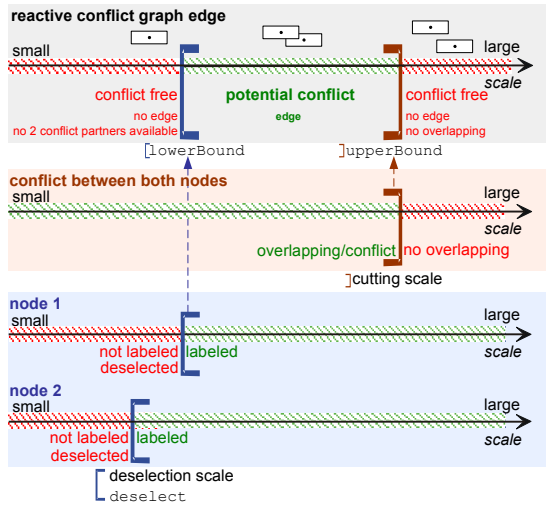 reactive conflict graph edge
small large
scale
conflict free potential conflict conflict free
no edge edge no edge
no 2 conflict partners available no overlapping
[lowerBound ]upperBound
conflict between both nodes
small large
scale
overlapping/conflict no overlapping
]cutting scale
node 1
small large
not labeled labeled scale
deselected
node 2
small large
not labeled labeled scale
deselected
deselection scale
deselect